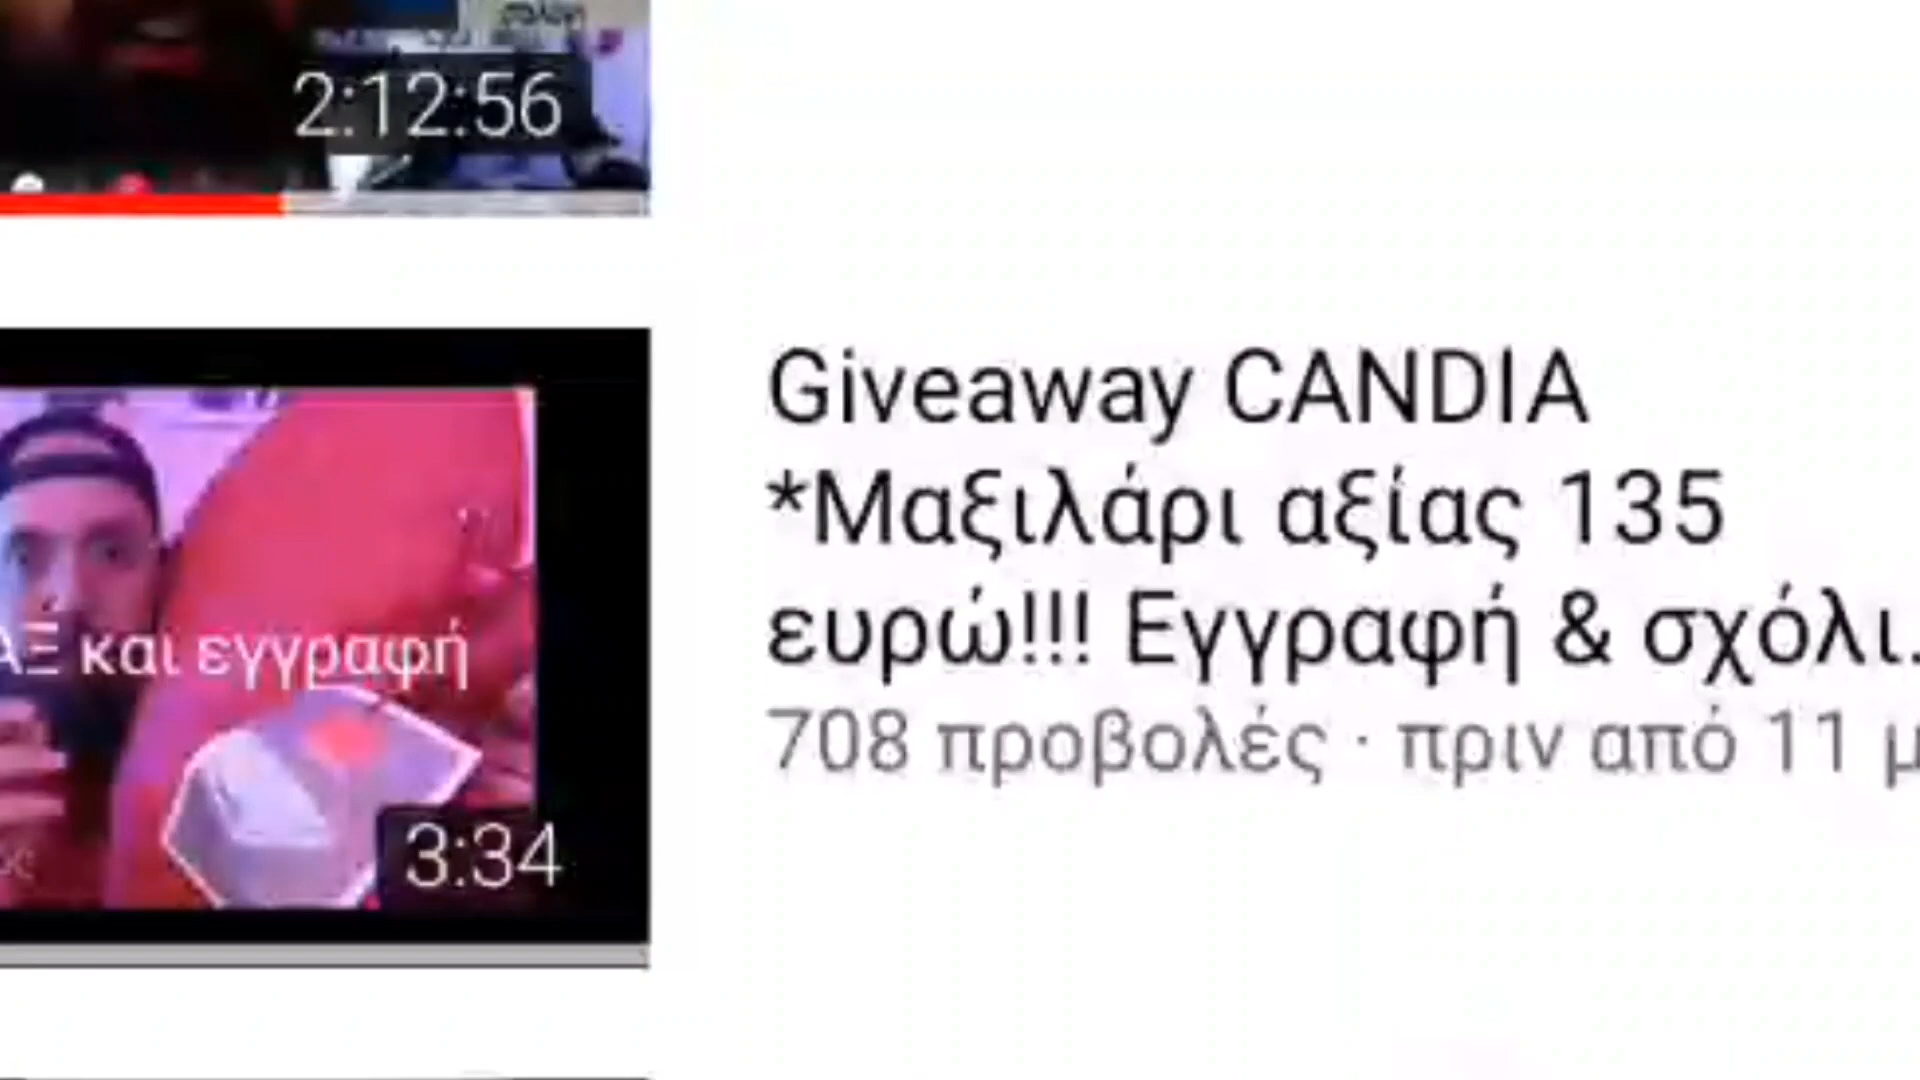 2:12:56
Giveaway CANDIA
*Μαξιλάρι αξίας 135
ευρώ!!! Εγγραφή & σχόλι.
708 προβολές · πριν από 11 μ
ΑΞ και εγγραφή
3:34